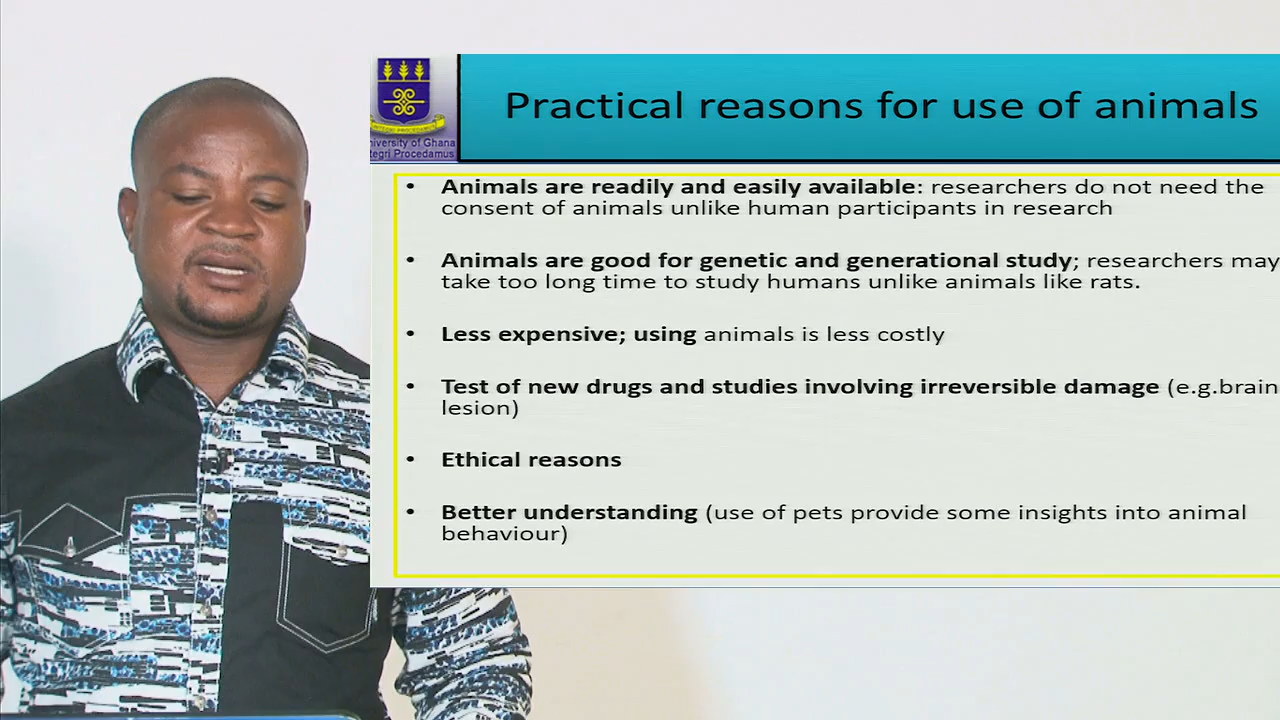 Practical reasons for use of animals
INTEGRI PROCEDAMUS
niversity of Ghana
tegri Procedamus
• Animals are readily and easily available: researchers do not need the
consent of animals unlike human participants in research
• Animals are good for genetic and generational study; researchers may
take too long time to study humans unlike animals like rats.
• Less expensive; using animals is less costly
• Test of new drugs and studies involving irreversible damage (e.g.brain
lesion)
• Ethical reasons
• Better understanding (use of pets provide some insights into animal
behaviour)